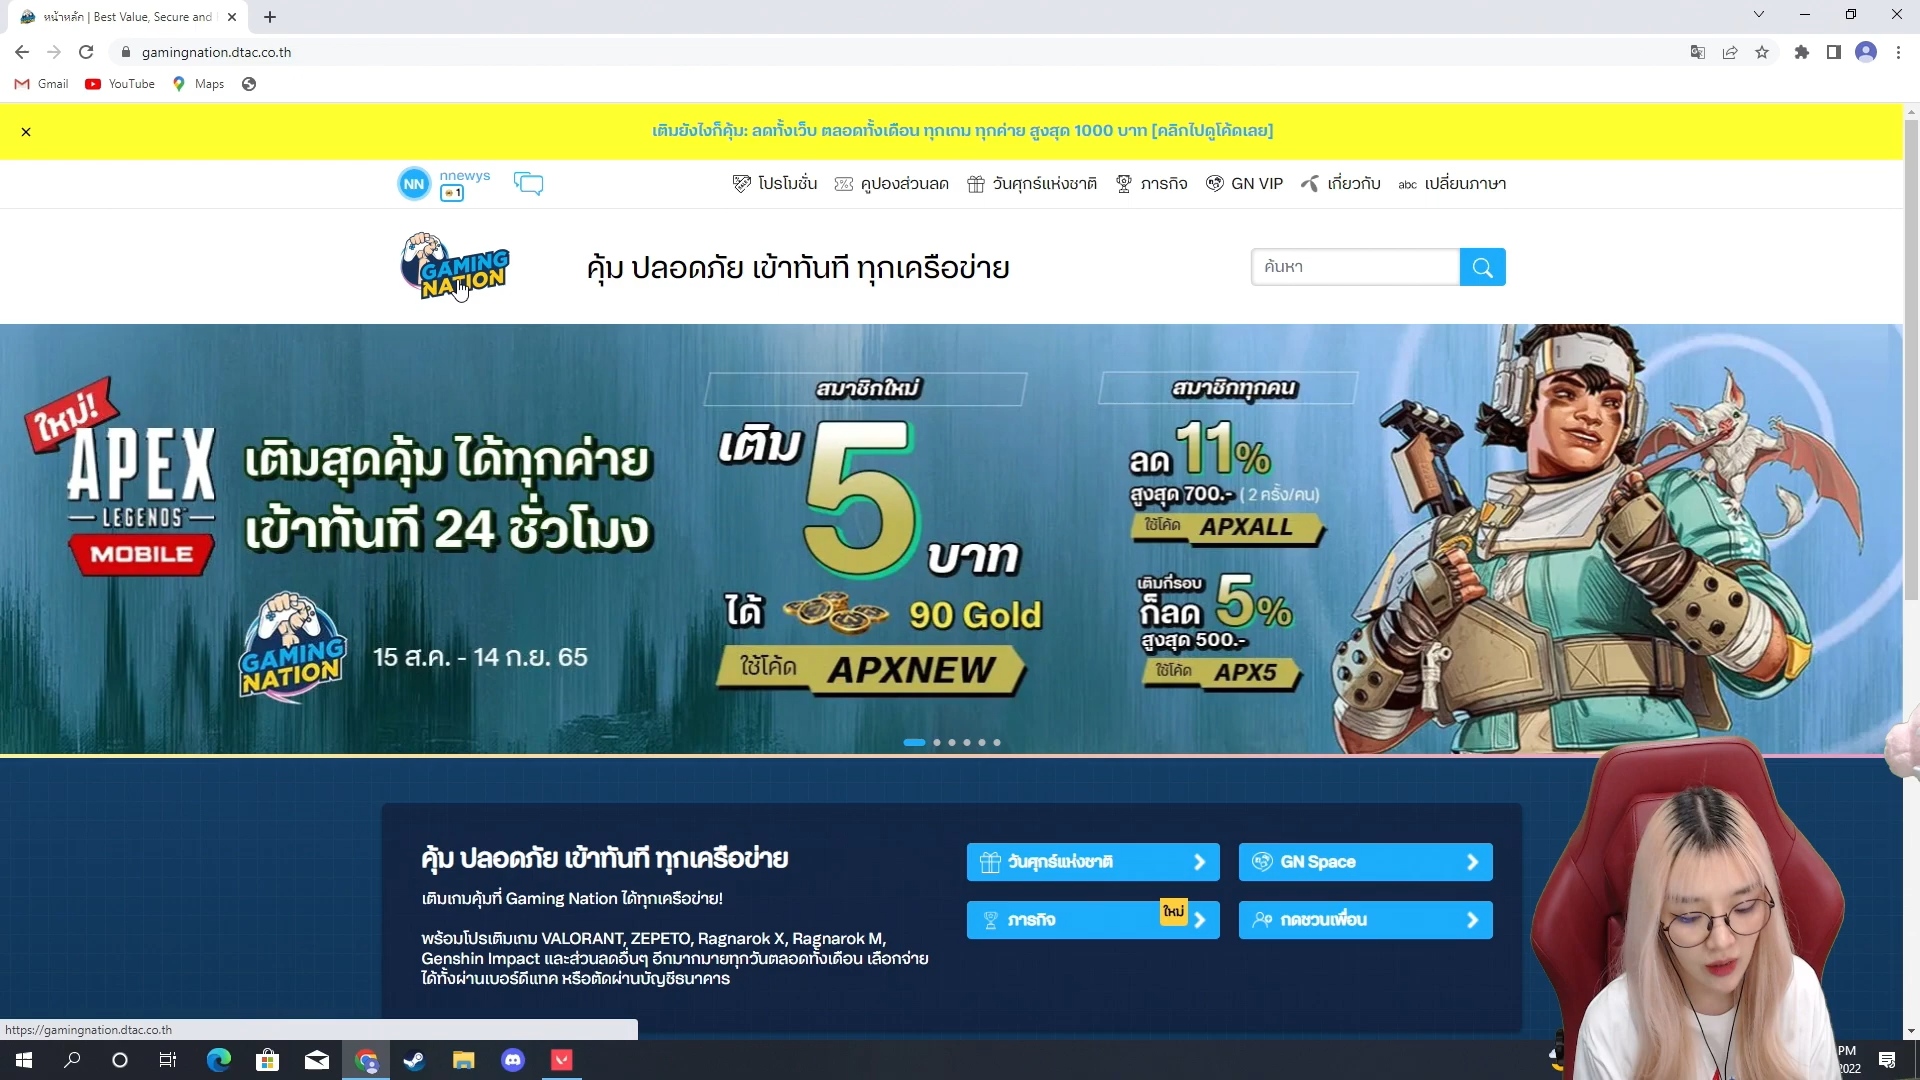 หน้าหลัก | Best Value, Secure and
gamingnation.dtac.co.th
Gmail
YouTube
Maps
เติมยังไงก็คุ้ม: ลดทั้งเว็บ ตลอดทั้งเดือน ทุกเกม ทุกค่าย สูงสุด 1000 บาท [คลิกไปดูโค้ดเลย]
NN
nnewys
1
โปรโมชั่น
คูปองส่วนลด
วันศุกร์แห่งชาติ
ภารกิจ
GN VIP
เกี่ยวกับ
abc เปลี่ยนภาษา
GAMING
NATION
คุ้ม ปลอดภัย เข้าทันที ทุกเครือข่าย
ค้นหา
ใหม่!
APEX
LEGENDS
MOBILE
เติมสุดคุ้ม ได้ทุกค่าย
เข้าทันที 24 ชั่วโมง
GAMING
NATION
15 ส.ค. - 14 ก.ย. 65
สมาชิกใหม่
เติม 5 บาท
ได้ 90 Gold
ใช้โค้ด APXNEW
สมาชิกทุกคน
ลด 11%
สูงสุด 700.- ( 2 ครั้ง/คน)
ใช้โค้ด APXALL
เติมกี่รอบ
ก็ลด 5%
สูงสุด 500.-
ใช้โค้ด APX5
คุ้ม ปลอดภัย เข้าทันที ทุกเครือข่าย
เติมเกมคุ้มที่ Gaming Nation ได้ทุกเครือข่าย!
พร้อมโปรเติมเกม VALORANT, ZEPETO, Ragnarok X, Ragnarok M,
Genshin Impact และส่วนลดอื่นๆ อีกมากมายทุกวันตลอดทั้งเดือน เลือกจ่าย
ได้ทั้งผ่านเบอร์ดีแทค หรือตัดผ่านบัญชีธนาคาร
วันศุกร์แห่งชาติ
GN Space
ภารกิจ
ใหม่
กดชวนเพื่อน
https://gamingnation.dtac.co.th
PM
2022